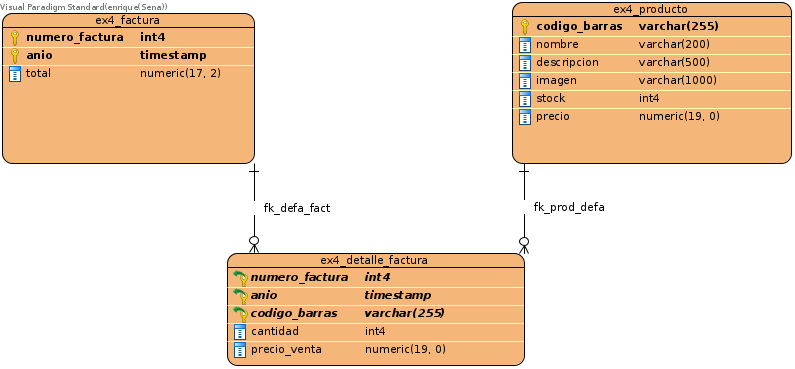 Visual Paradigm Standard(enrique(Sena))
ex4_factura
numero_factura int4
anio timestamp
total numeric(17, 2)
ex4_producto
codigo_barras varchar(255)
nombre varchar(200)
descripcion varchar(500)
imagen varchar(1000)
stock int4
precio numeric(19, 0)
fk_defa_fact
fk_prod_defa
ex4_detalle_factura
numero_factura int4
anio timestamp
codigo_barras varchar(255)
cantidad int4
precio_venta numeric(19, 0)